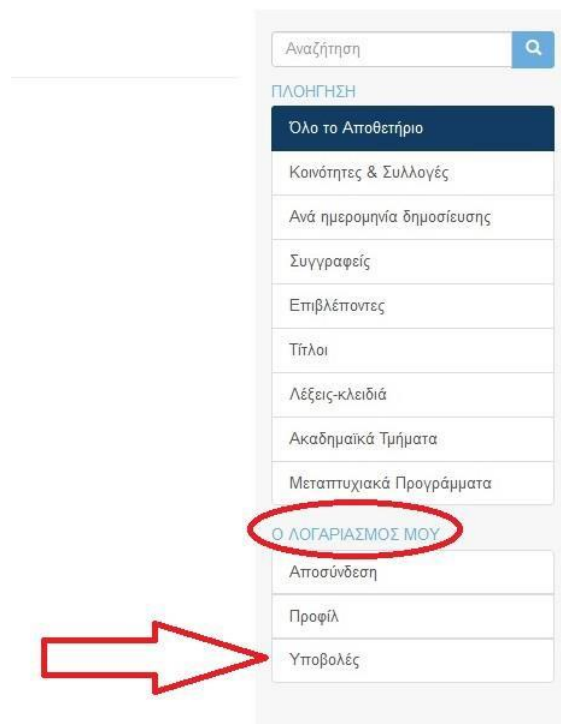 Αναζήτηση
ΠΛΟΗΓΗΣΗ
Όλο το Αποθετήριο
Κοινότητες & Συλλογές
Ανά ημερομηνία δημοσίευσης
Συγγραφείς
Επιβλέποντες
Τίτλοι
Λέξεις-κλειδιά
Ακαδημαϊκά Τμήματα
Μεταπτυχιακά Προγράμματα
Ο ΛΟΓΑΡΙΑΣΜΟΣ ΜΟΥ
Αποσύνδεση
Προφίλ
Υποβολές